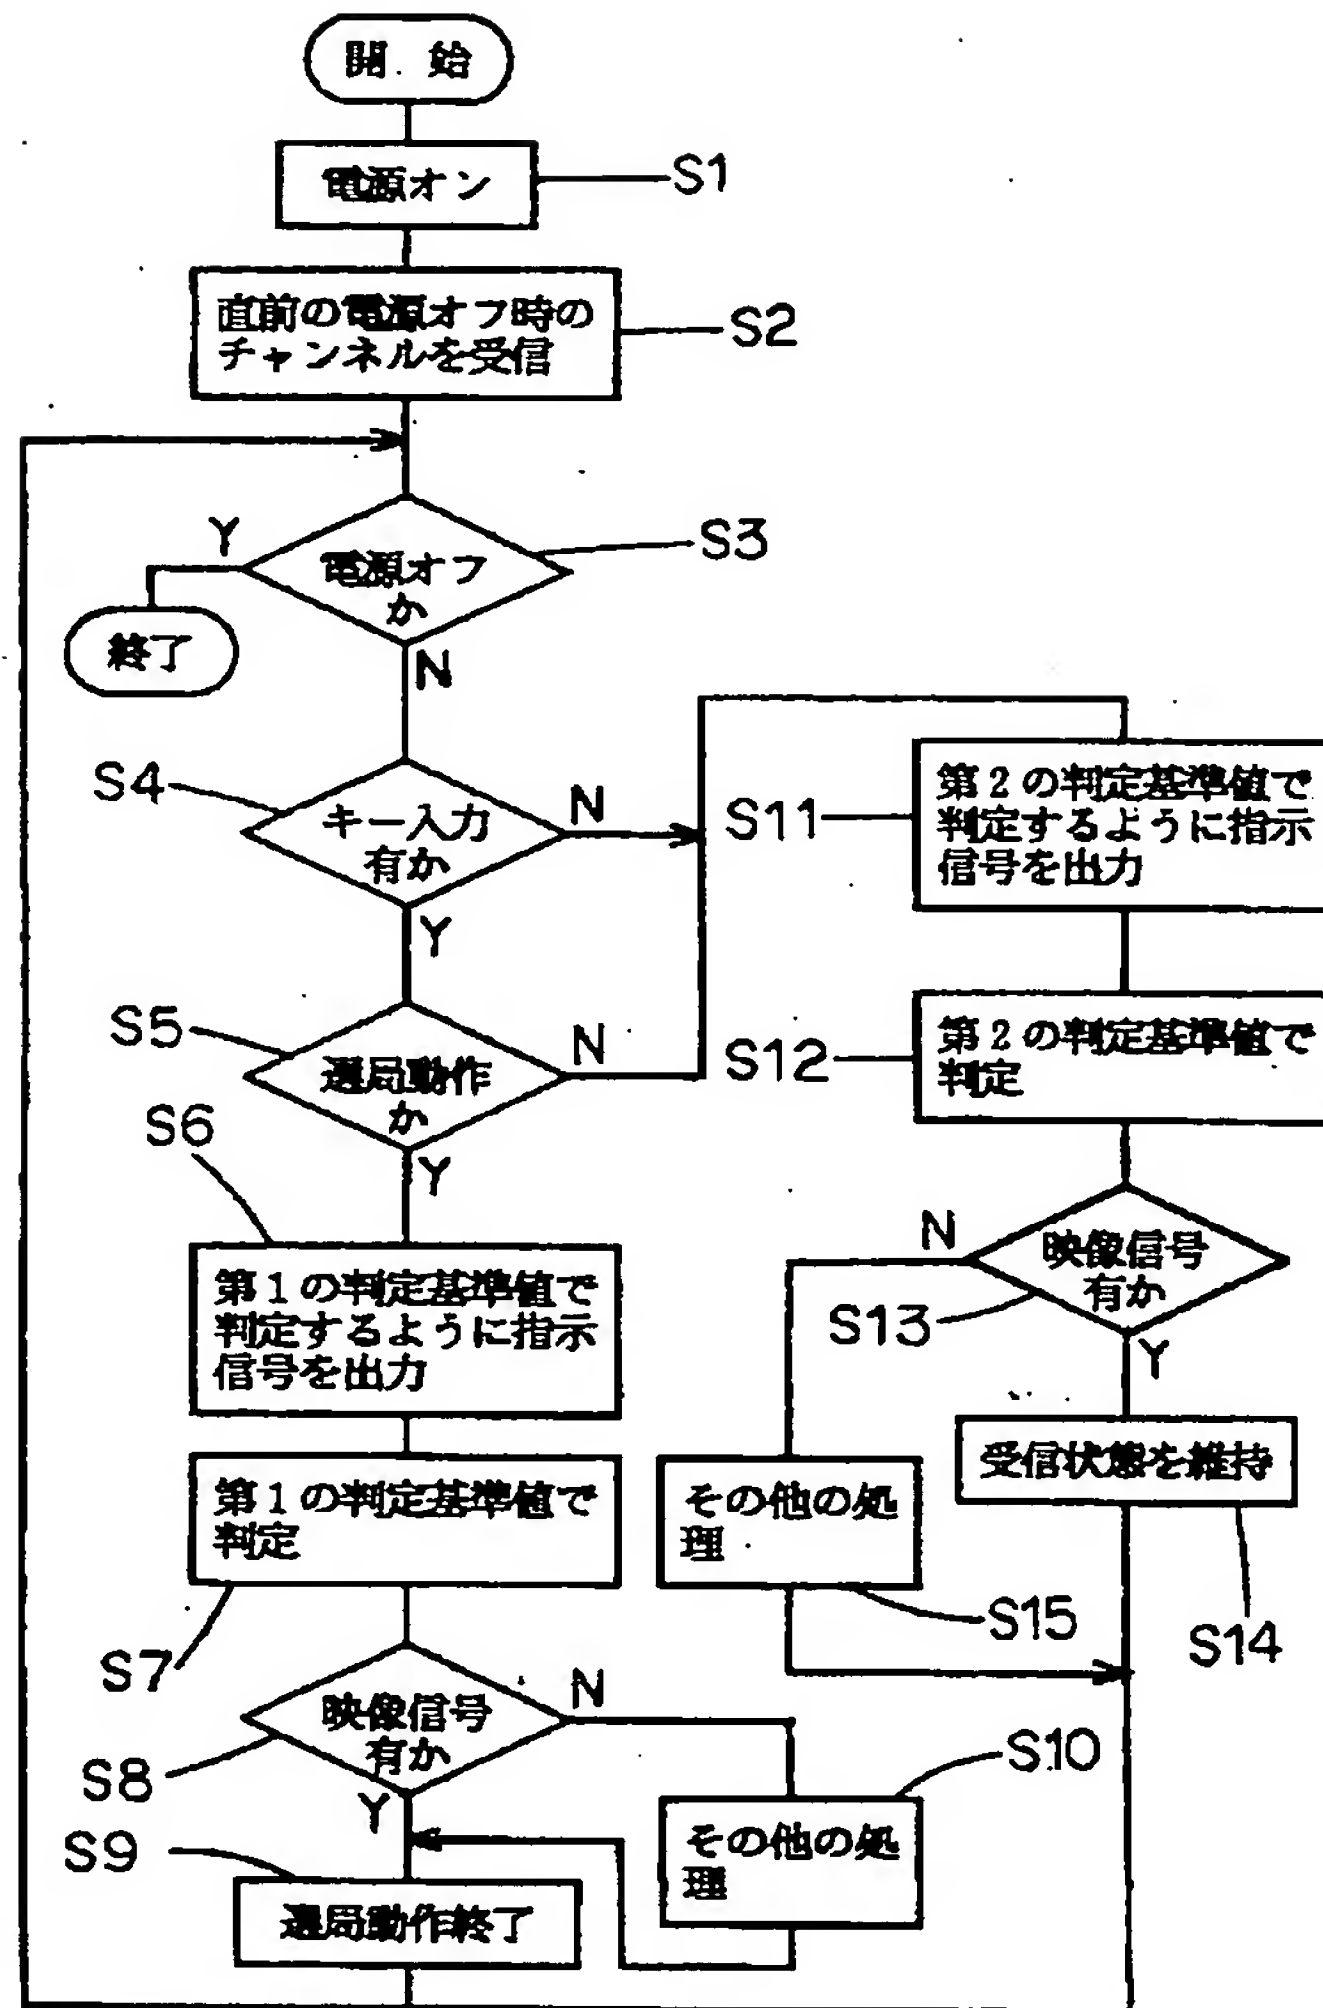 開 始
電源オン
S1
直前の電源オフ時の
チャンネルを受信
S2
電源オフ
か
S3
Y
N
終了
キー入力
有か
S4
N
Y
選局動作
か
S5
N
Y
S6
第1の判定基準値で
判定するように指示
信号を出力
第1の判定基準値で
判定
S7
映像信号
有か
S8
N
Y
S9
選局動作終了
その他の処
理
S10
S11
第2の判定基準値で
判定するように指示
信号を出力
S12
第2の判定基準値で
判定
映像信号
有か
S13
N
Y
受信状態を維持
S14
その他の処
理
S15